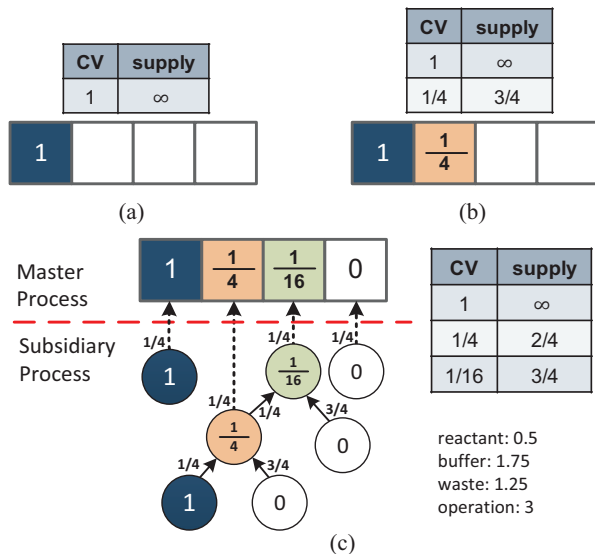 CV supply
1 ∞
1
(a)
CV supply
1 ∞
1/4 3/4
1 1/4
(b)
Master
Process
1 1/4 1/16 0
Subsidiary
Process
1/4 1/4 1/4 1/4
1 1/16 0
1/4 3/4
1/4 0
1/4 3/4
1 0
CV supply
1 ∞
1/4 2/4
1/16 3/4
reactant: 0.5
buffer: 1.75
waste: 1.25
operation: 3
(c)